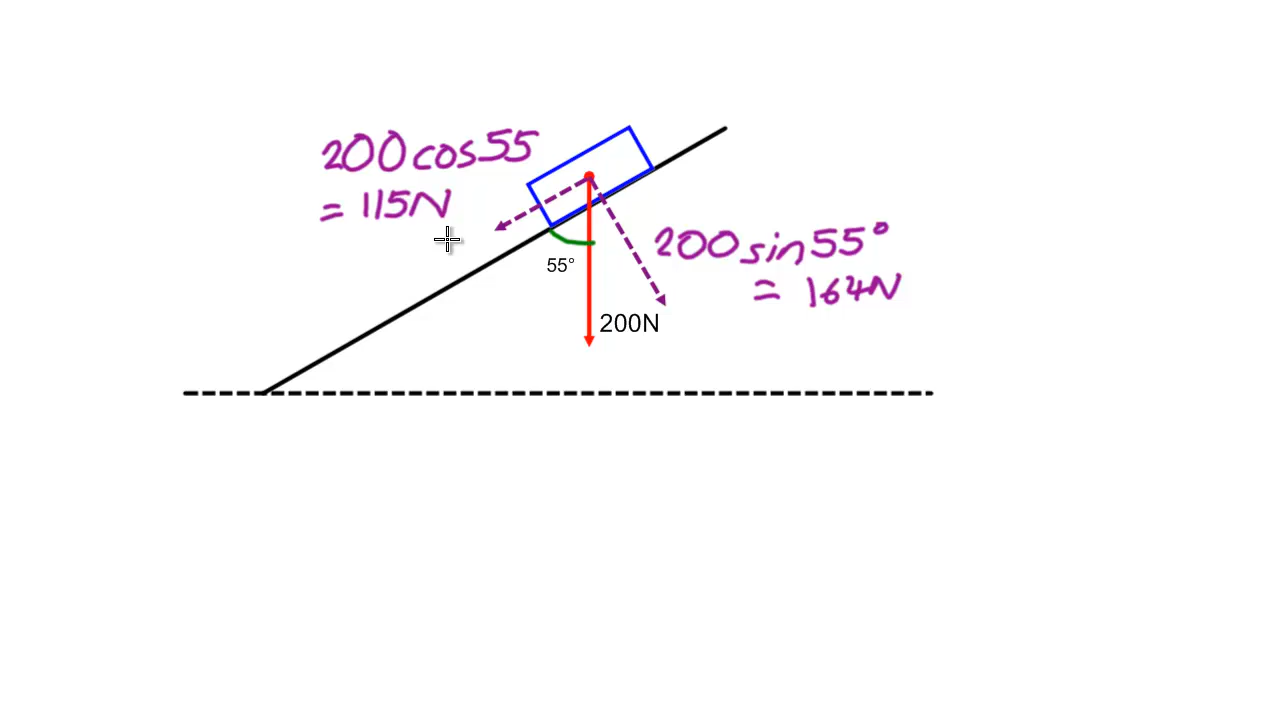 200cos55
= 115N
200sin55°
= 164N
55°
200N